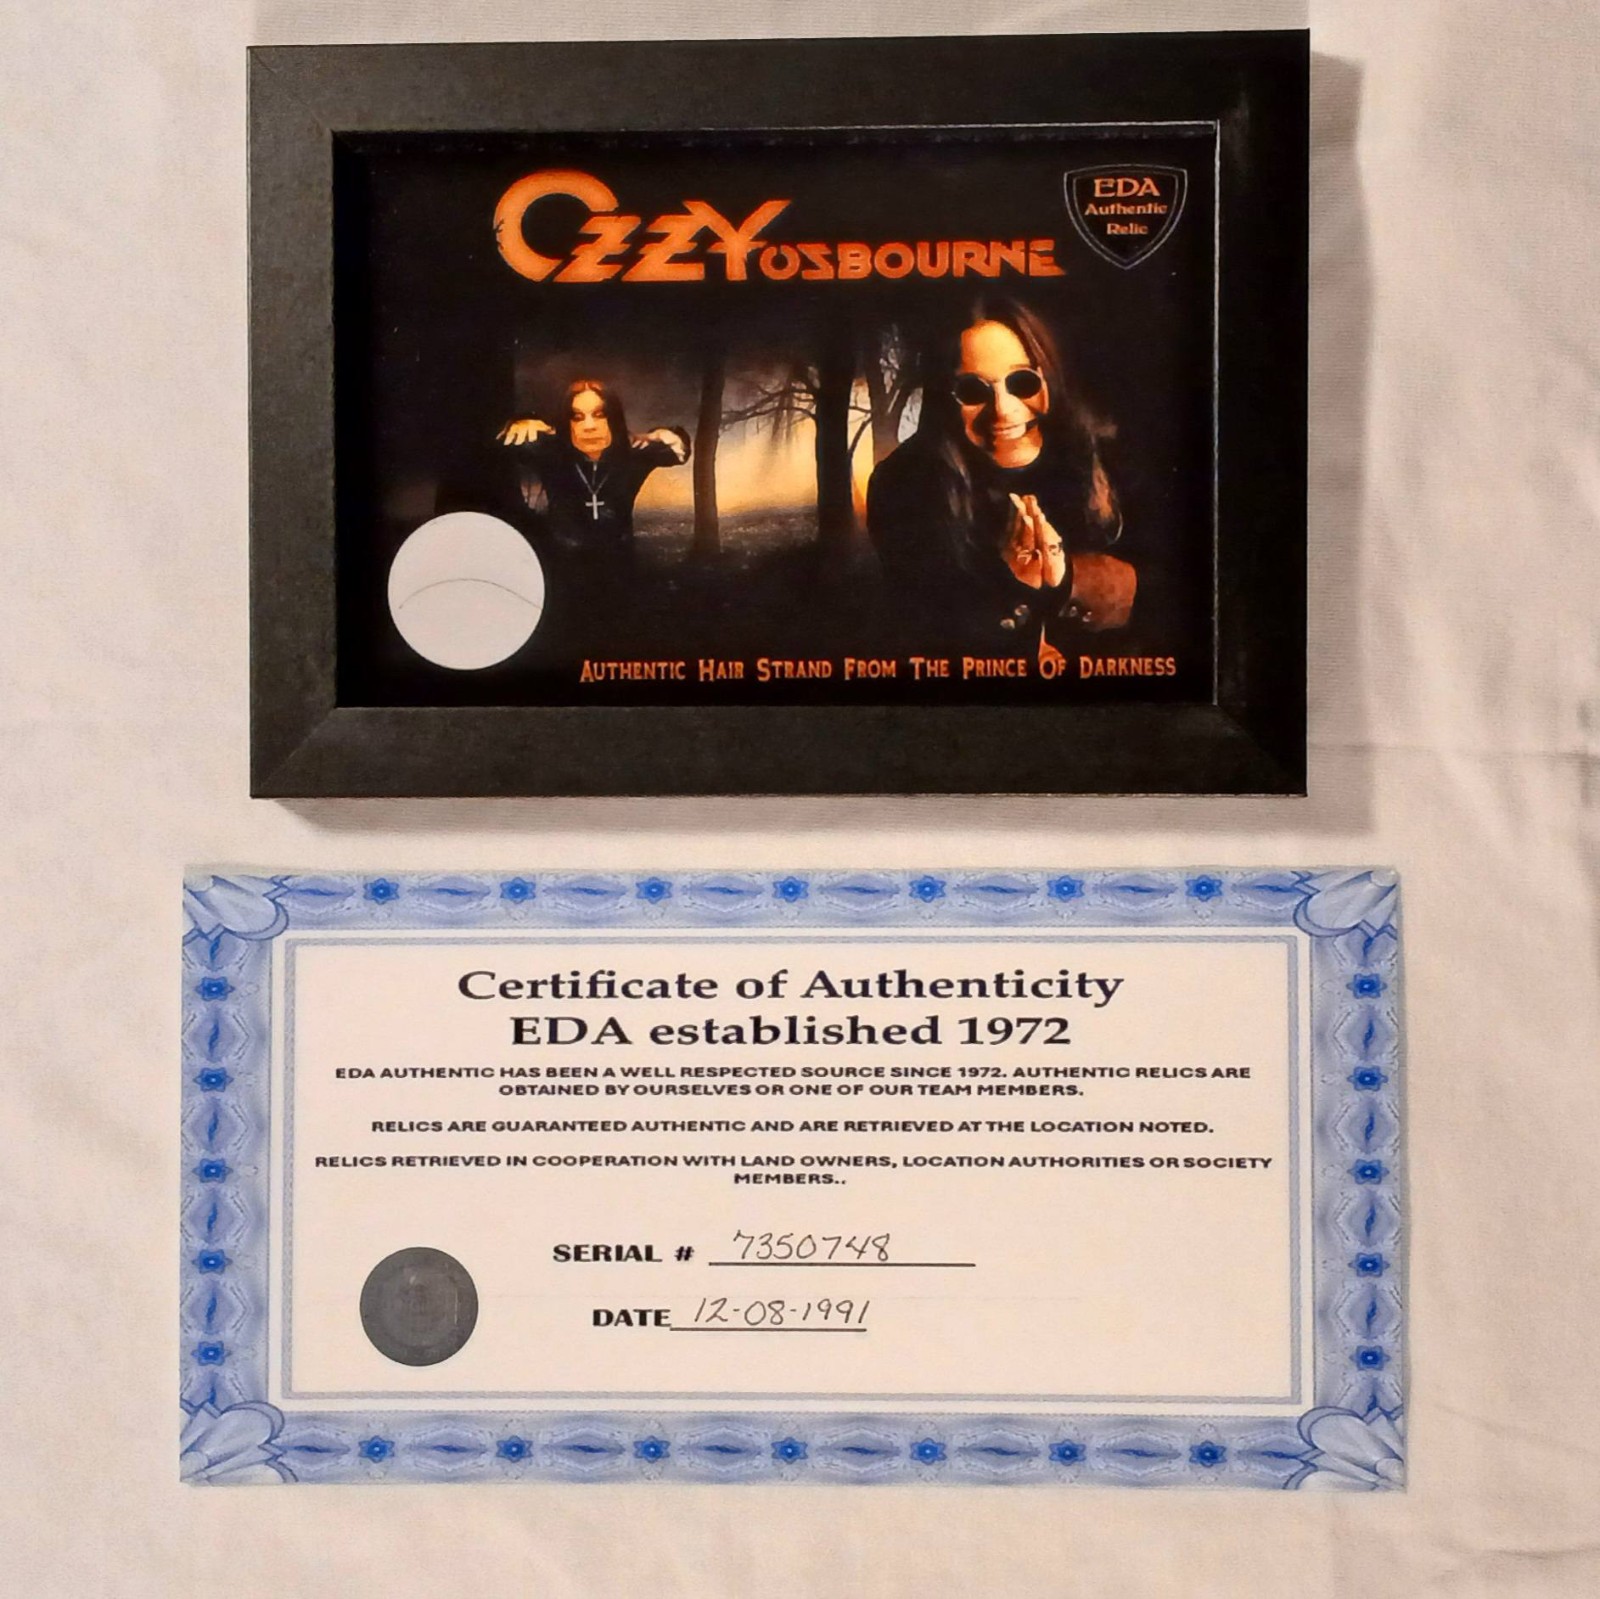 OZZY OSBOURNE
EDA
Authentic
Relic
AUTHENTIC HAIR STRAND FROM THE PRINCE OF DARKNESS
Certificate of Authenticity
EDA established 1972
EDA AUTHENTIC HAS BEEN A WELL RESPECTED SOURCE SINCE 1972. AUTHENTIC RELICS ARE
OBTAINED BY OURSELVES OR ONE OF OUR TEAM MEMBERS.
RELICS ARE GUARANTEED AUTHENTIC AND ARE RETRIEVED AT THE LOCATION NOTED.
RELICS RETRIEVED IN COOPERATION WITH LAND OWNERS, LOCATION AUTHORITIES OR SOCIETY
MEMBERS..
SERIAL # 7350748
DATE 12-08-1991